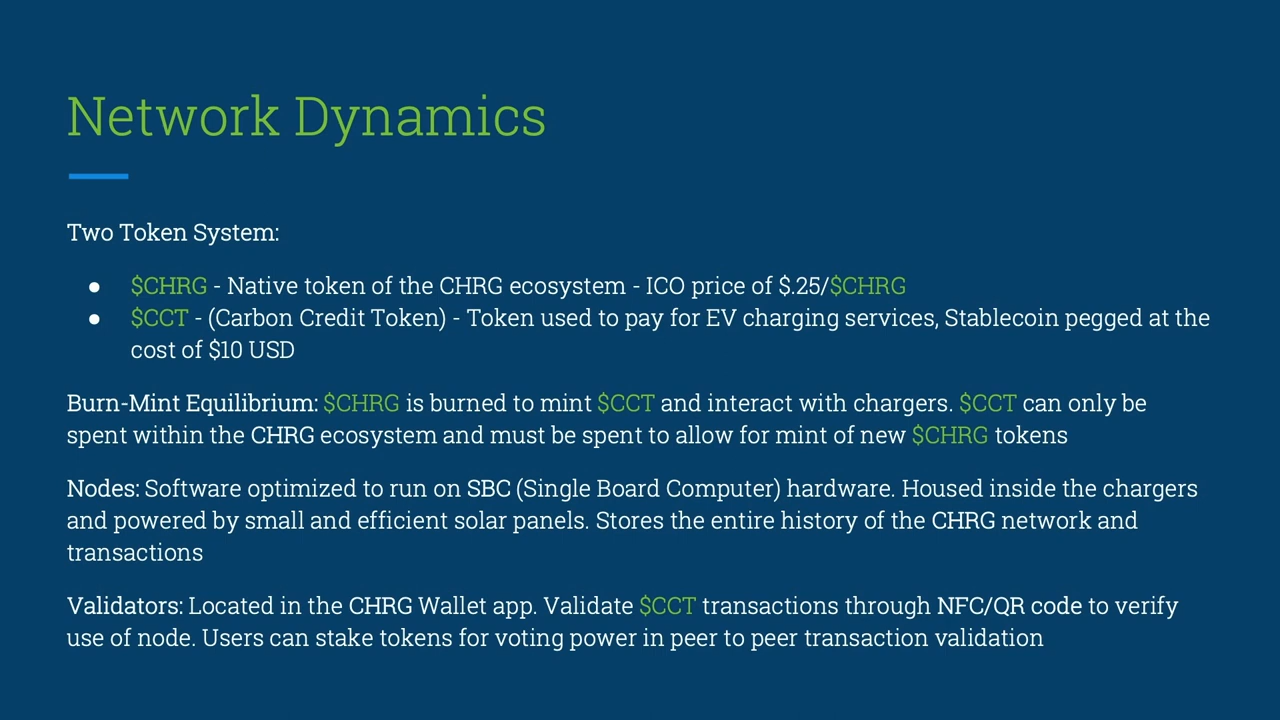 Network Dynamics
Two Token System:
● $CHRG - Native token of the CHRG ecosystem - ICO price of $.25/$CHRG
● $CCT - (Carbon Credit Token) - Token used to pay for EV charging services, Stablecoin pegged at the
cost of $10 USD
Burn-Mint Equilibrium: $CHRG is burned to mint $CCT and interact with chargers. $CCT can only be
spent within the CHRG ecosystem and must be spent to allow for mint of new $CHRG tokens
Nodes: Software optimized to run on SBC (Single Board Computer) hardware. Housed inside the chargers
and powered by small and efficient solar panels. Stores the entire history of the CHRG network and
transactions
Validators: Located in the CHRG Wallet app. Validate $CCT transactions through NFC/QR code to verify
use of node. Users can stake tokens for voting power in peer to peer transaction validation